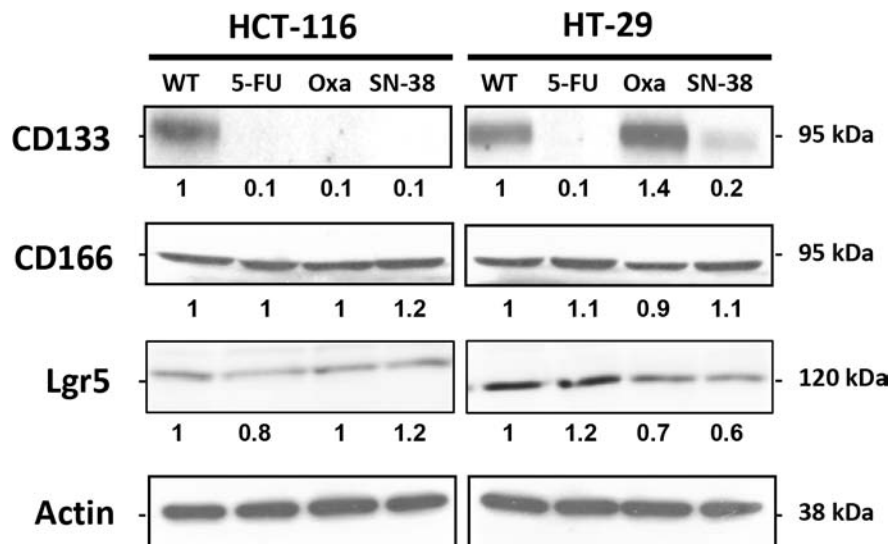 HCT-116 HT-29
WT 5-FU Oxa SN-38 WT 5-FU Oxa SN-38
CD133 - - 95 kDa
1 0.1 0.1 0.1 1 0.1 1.4 0.2
CD166 - 95 kDa
1 1 1 1.2 1 1.1 0.9 1.1
Lgr5 - - 120 kDa
1 0.8 1 1.2 1 1.2 0.7 0.6
Actin - - 38 kDa